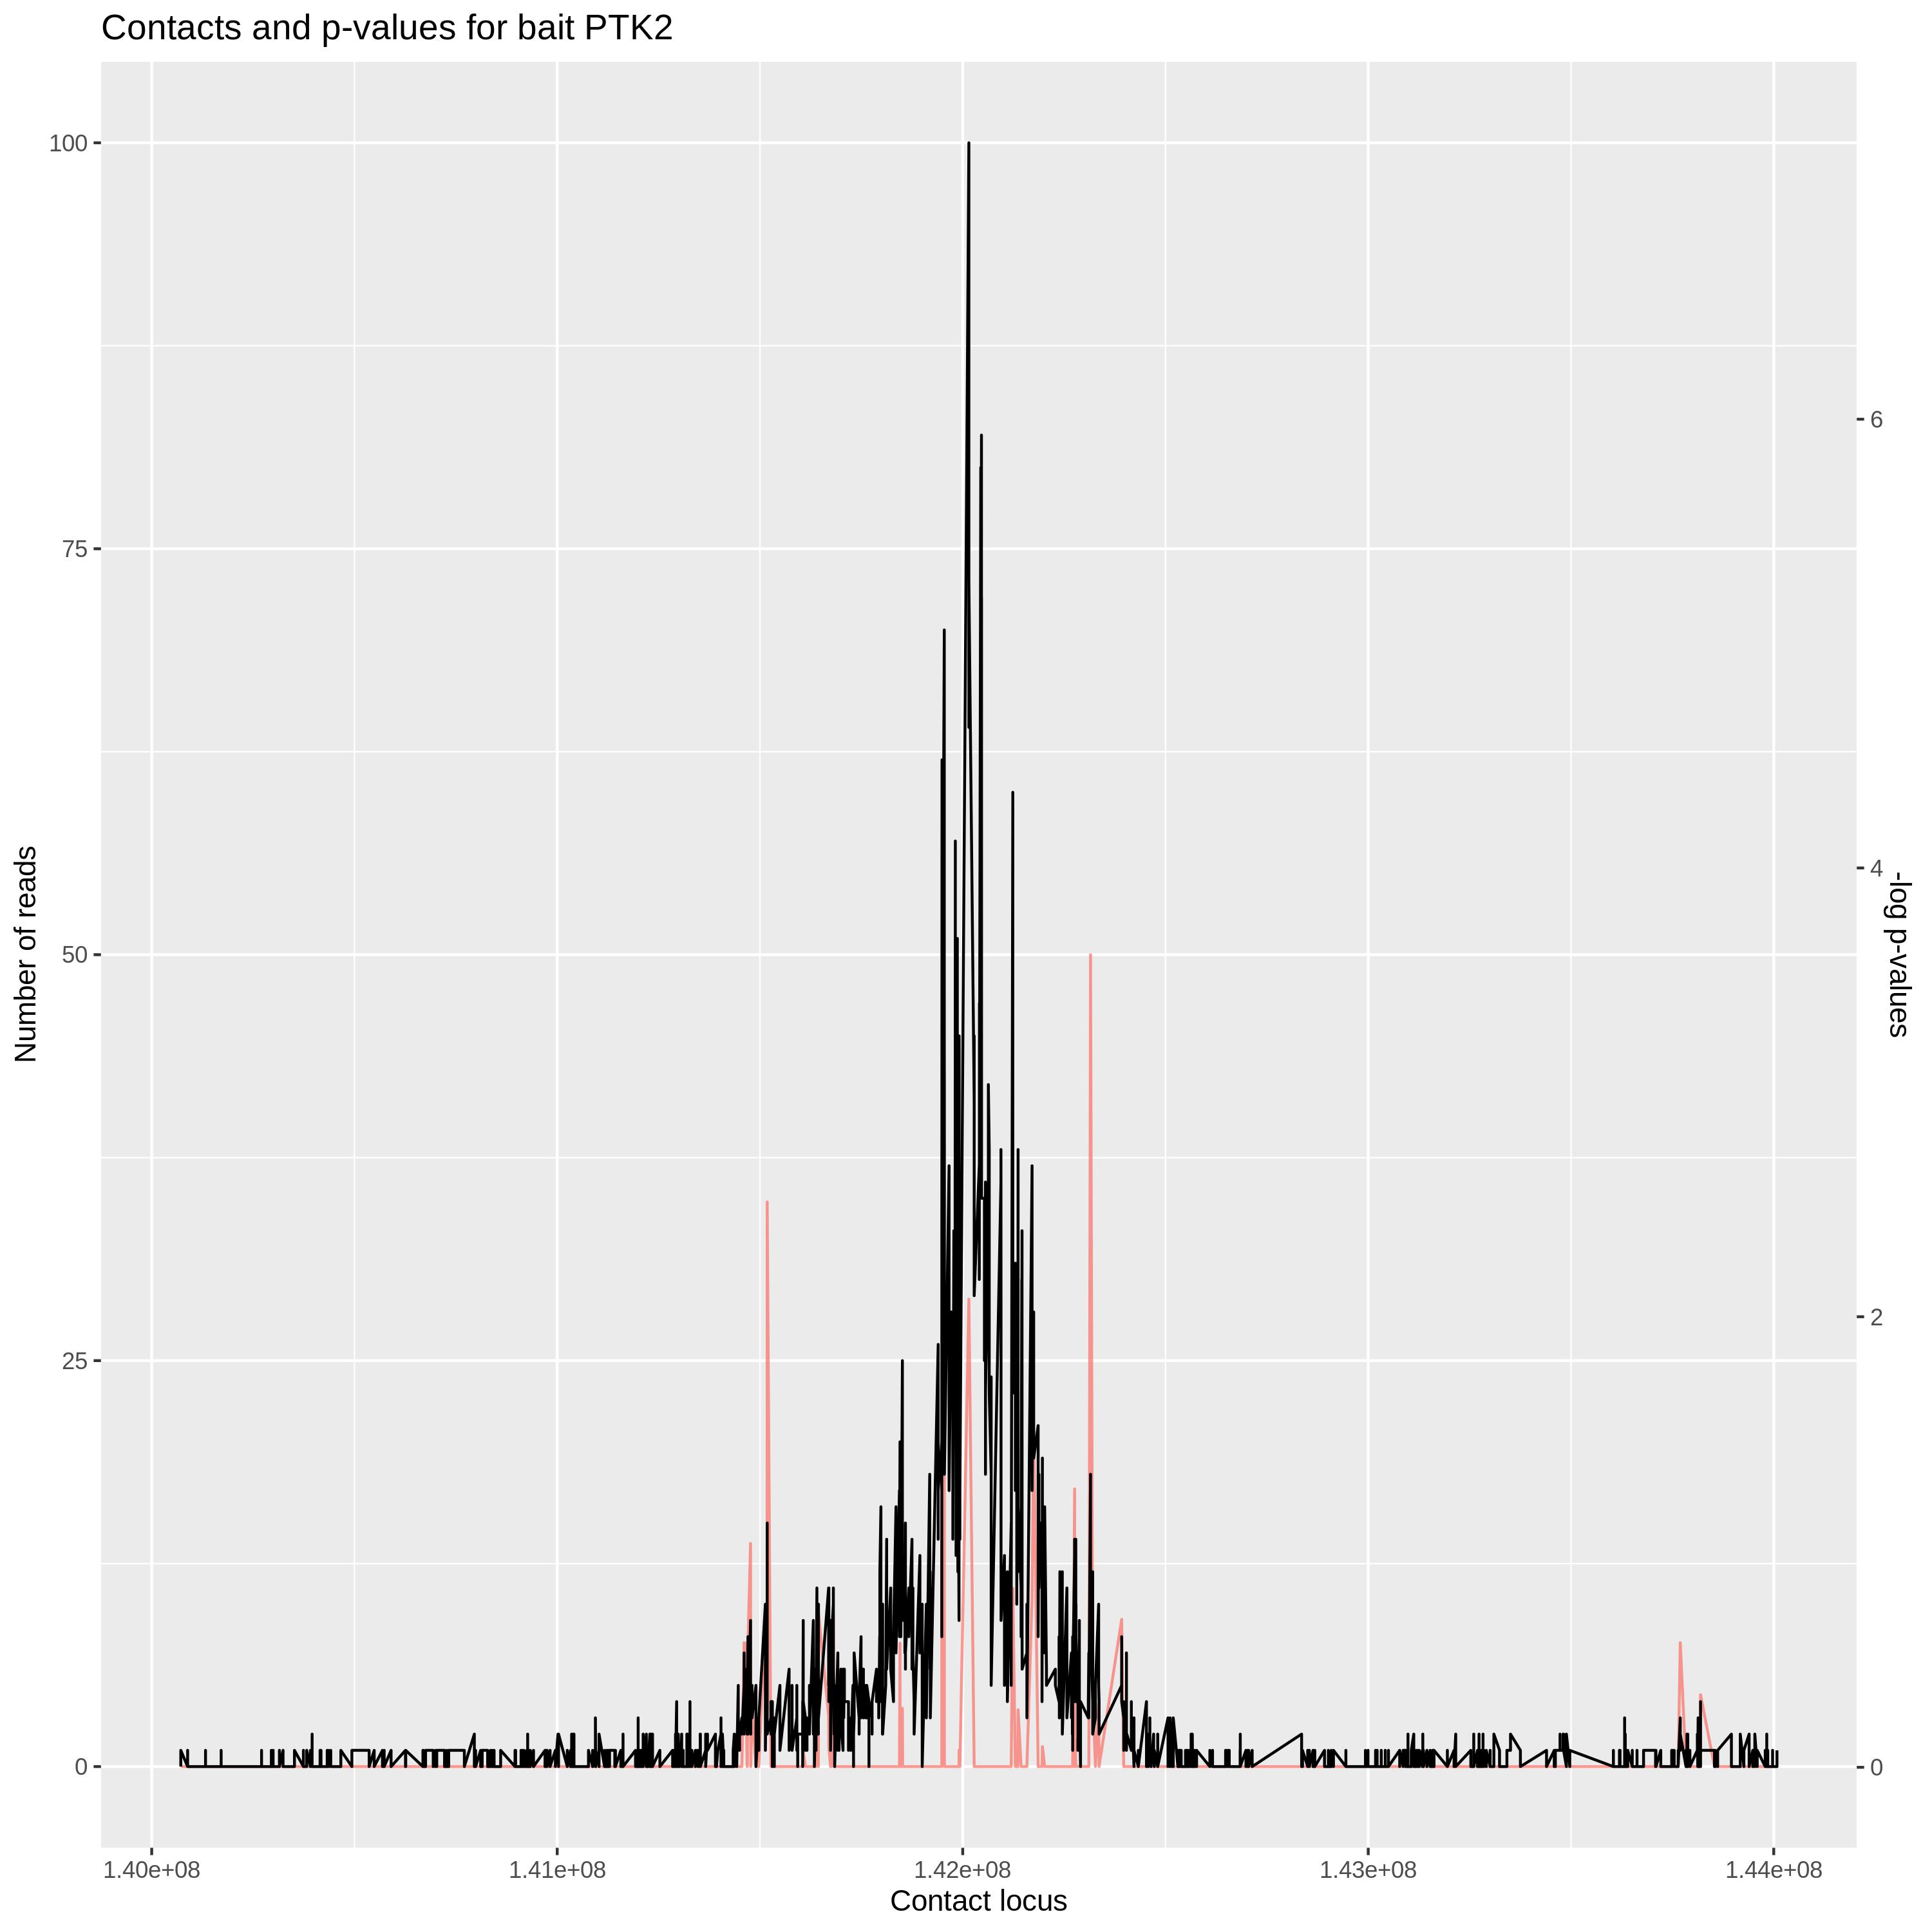 Contacts and p-values for bait PTK2
100
75
50
25
0
Number of reads
6
4
2
0
-log p-values
1.40e+08
1.41e+08
1.42e+08
1.43e+08
1.44e+08
Contact locus